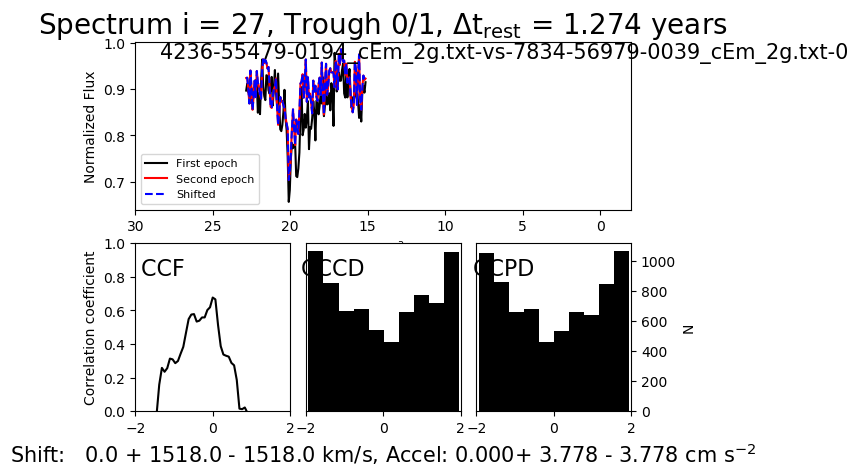 Spectrum i = 27, Trough 0/1, Δt_rest = 1.274 years
4236-55479-0194_cEm_2g.txt-vs-7834-56979-0039_cEm_2g.txt-0
1.0
0.9
0.8
0.7
Normalized Flux
First epoch
Second epoch
Shifted
30 25 20 15 10 5 0
1.0
0.8
0.6
0.4
0.2
0.0
Correlation coefficient
CCF
CCCD
CCPD
1000
800
600
400
200
0
N
−2 0 2
−2 0 2
−2 0 2
Shift: 0.0 + 1518.0 - 1518.0 km/s, Accel: 0.000+ 3.778 - 3.778 cm s⁻²